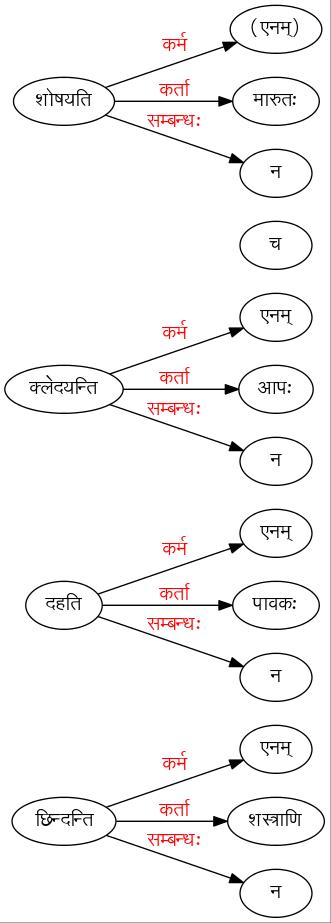 (एनम्)
कर्म
शोषयति
कर्ता
मारुतः
सम्बन्धः
न
च
एनम्
कर्म
क्लेदयन्ति
कर्ता
आपः
सम्बन्धः
न
एनम्
कर्म
दहति
कर्ता
पावकः
सम्बन्धः
न
एनम्
कर्म
छिन्दन्ति
कर्ता
शस्त्राणि
सम्बन्धः
न